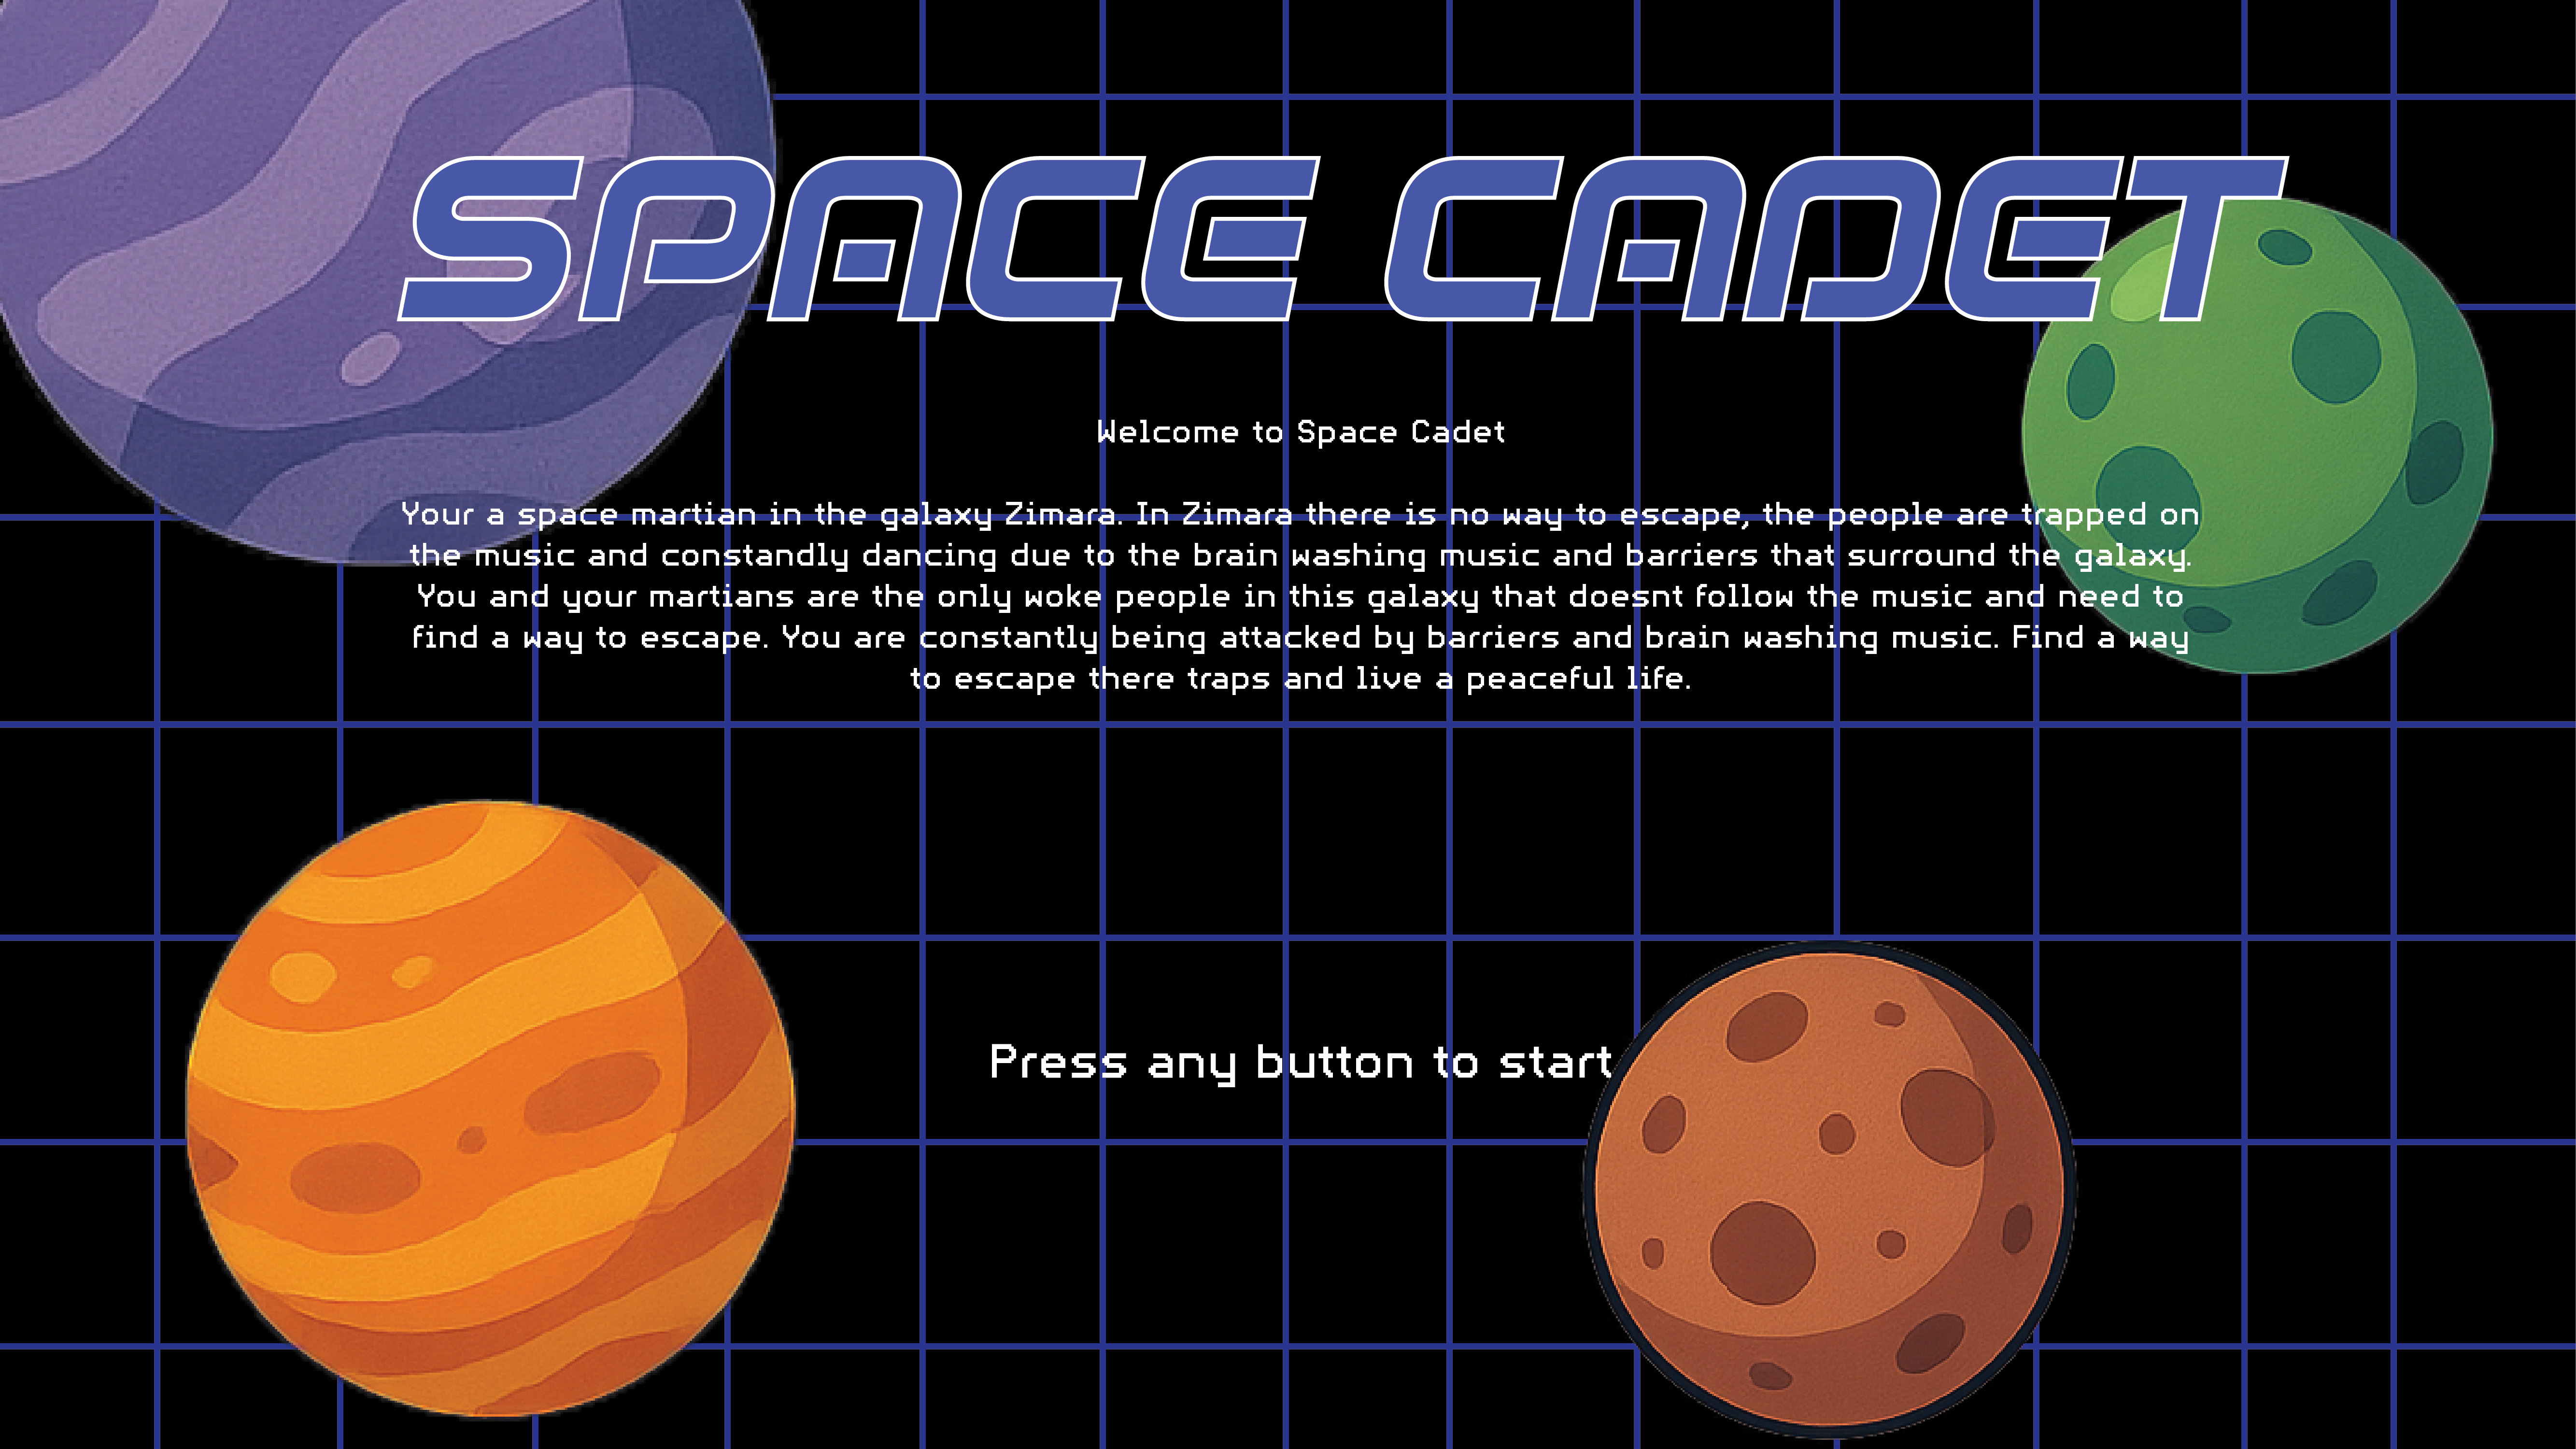 SPACE CADET
Welcome to Space Cadet
Your a space martian in the galaxy Zimara. In Zimara there is no way to escape, the people are trapped on
the music and constandly dancing due to the brain washing music and barriers that surround the galaxy.
You and your martians are the only woke people in this galaxy that doesnt follow the music and need to
find a way to escape. You are constantly being attacked by barriers and brain washing music. Find a way
to escape there traps and live a peaceful life.
Press any button to start